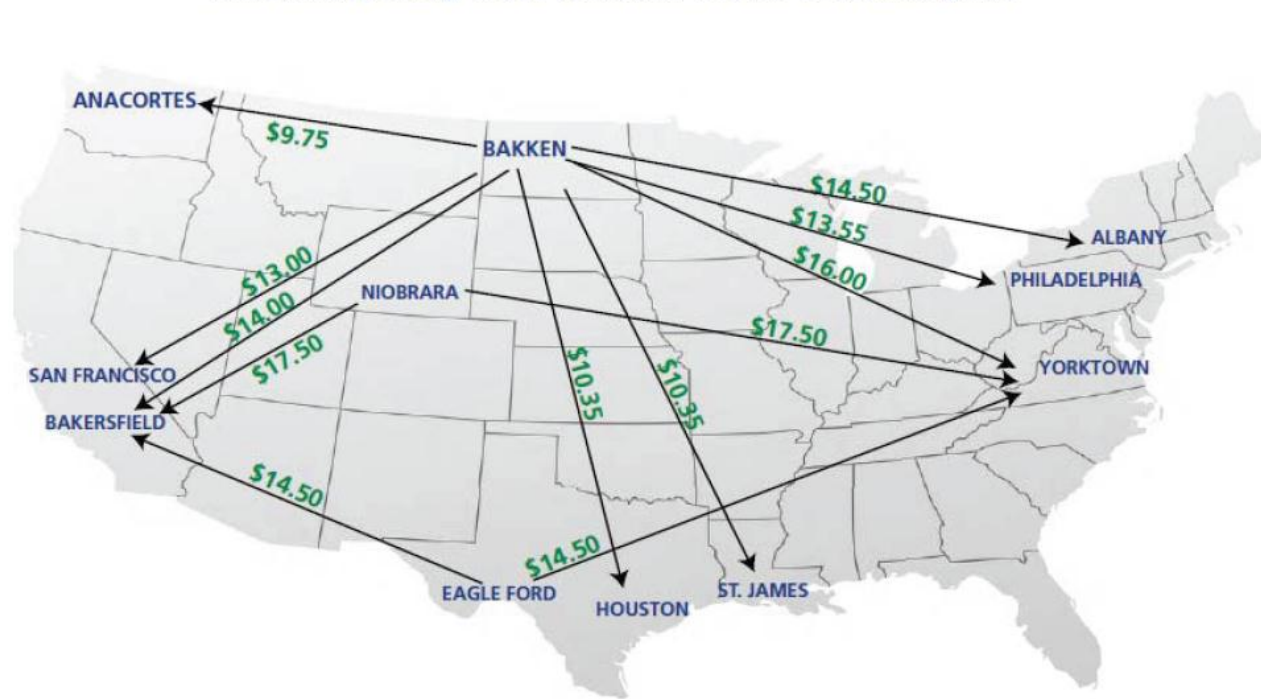 ANACORTES
$9.75
BAKKEN
$14.50
$13.55
$16.00
ALBANY
PHILADELPHIA
$13.00
$14.00
NIOBRARA
$17.50
$17.50
$10.35
$10.35
YORKTOWN
SAN FRANCISCO
BAKERSFIELD
$14.50
$14.50
EAGLE FORD
HOUSTON
ST. JAMES